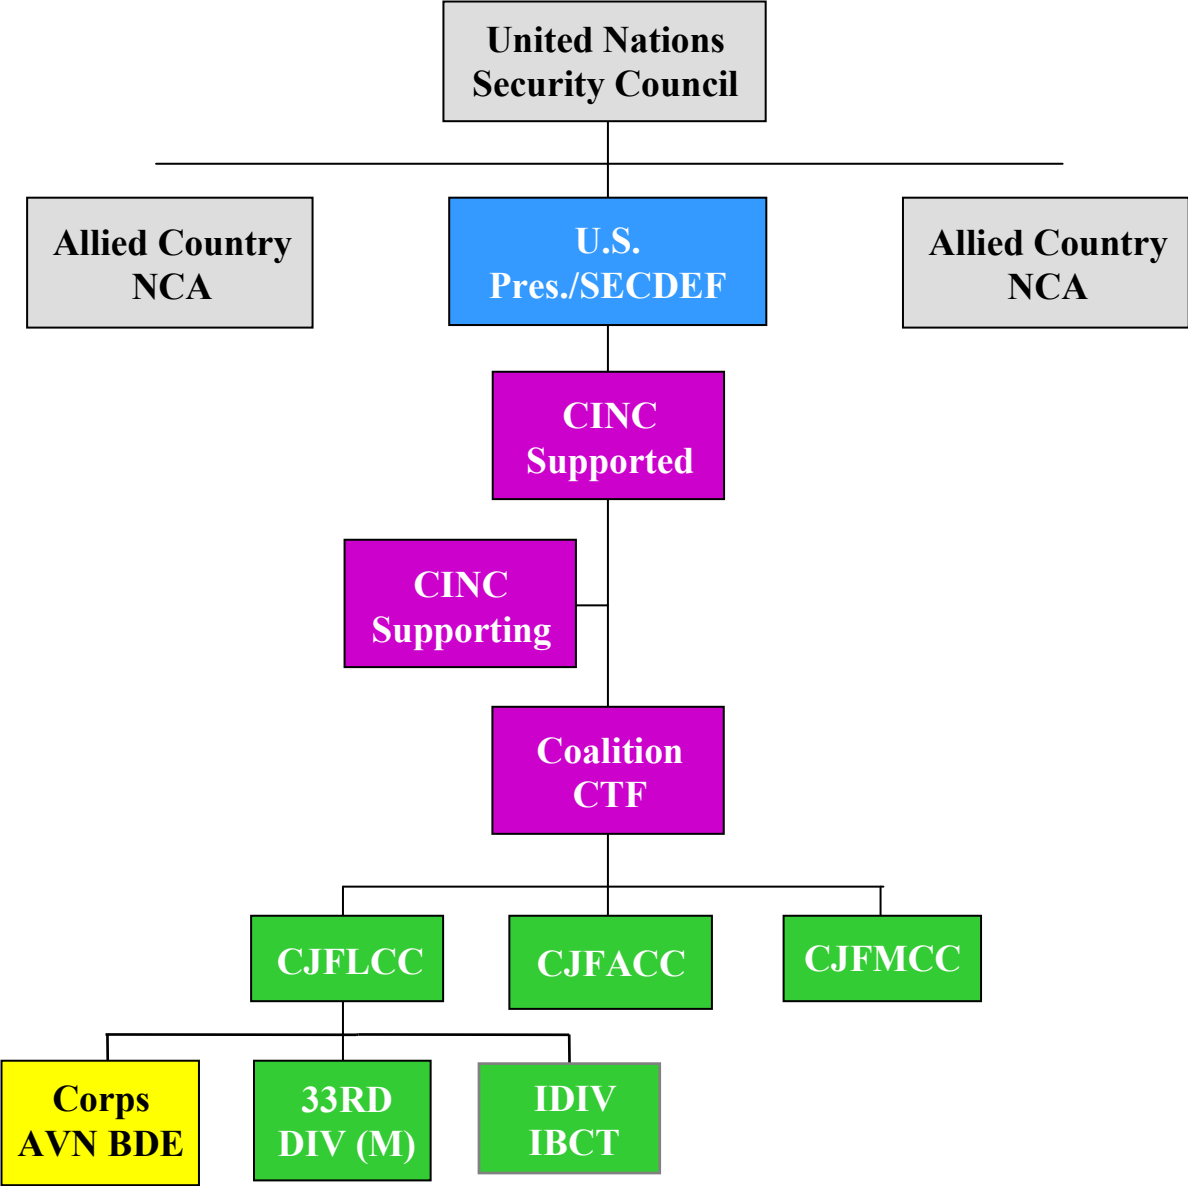 United Nations
Security Council
Allied Country
NCA
U.S.
Pres./SECDEF
Allied Country
NCA
CINC
Supported
CINC
Supporting
Coalition
CTF
CJFLCC
CJFACC
CJFMCC
Corps
AVN BDE
33RD
DIV (M)
IDIV
IBCT